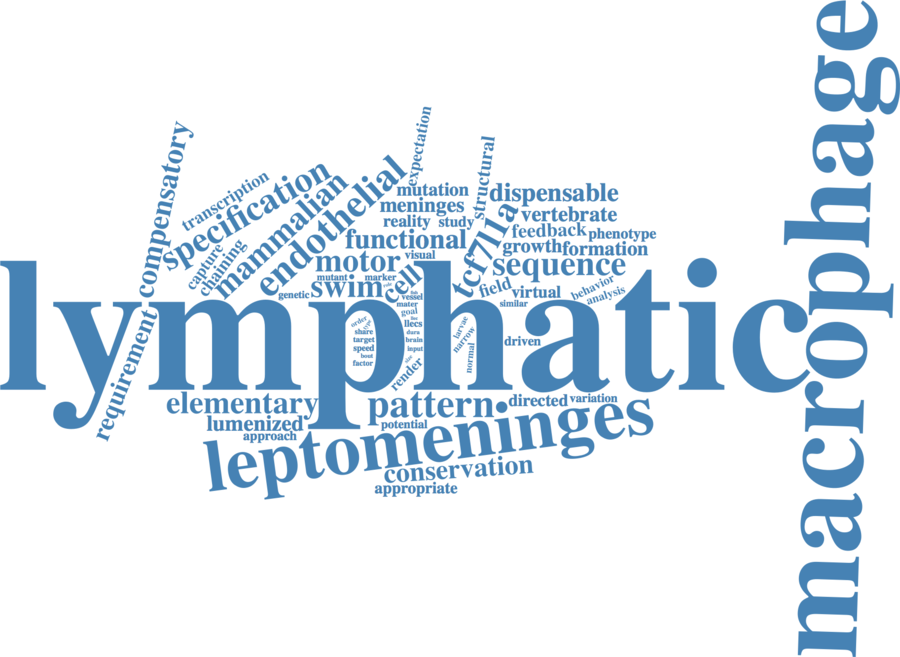 expectation
compensatory
structural
transcription
specification
mammalian
endothelial
mutation
dispensable
meninges
vertebrate
reality
study
tcf711a
feedback
phenotype
functional
growth
formation
capture
chaining
visual
motor
cell
sequence
mutant
marker
swim
genetic
field
virtual
behavior
analysis
similar
vessel
mater
goal
order
liecs
share
dura
target
brain
speed
input
bout
factor
larvae
narrow
normal
driven
render
lymphatic
macrophage
requirement
elementary
pattern
directed
variation
lumenized
potential
approach
leptomeninges
conservation
appropriate